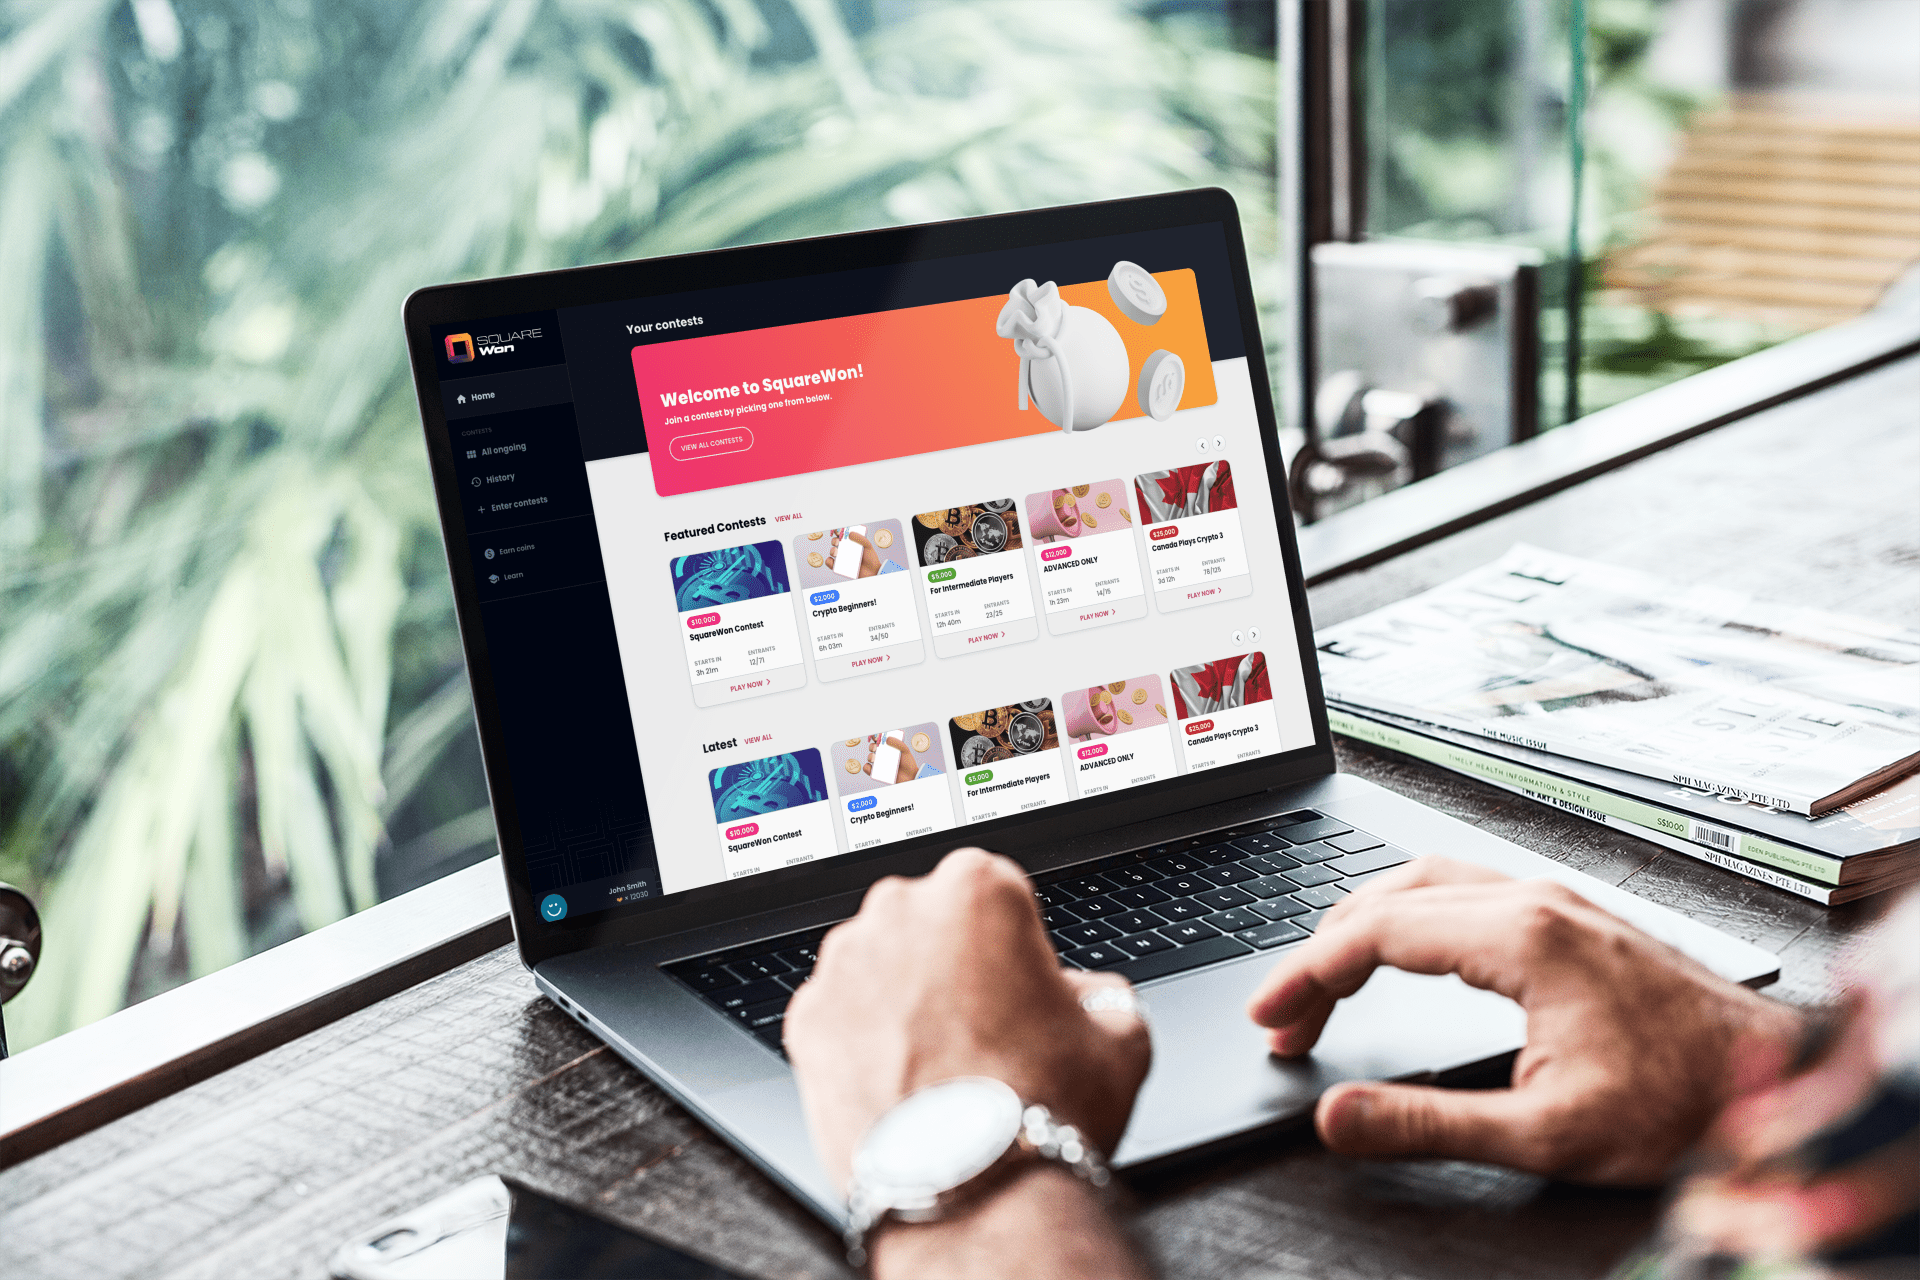 SQUARE
Won
Home
CONTESTS
All ongoing
History
Enter contests
Earn coins
Learn
John Smith
× 12030
Your contests
Welcome to SquareWon!
Join a contest by picking one from below.
VIEW ALL CONTESTS
Featured Contests VIEW ALL
$10,000
SquareWon Contest
STARTS IN ENTRANTS
3h 21m 12/71
PLAY NOW
$2,000
Crypto Beginners!
STARTS IN ENTRANTS
6h 03m 34/50
PLAY NOW
$5,000
For Intermediate Players
STARTS IN ENTRANTS
12h 40m 23/25
PLAY NOW
$12,000
ADVANCED ONLY
STARTS IN ENTRANTS
1h 23m 14/15
PLAY NOW
$25,000
Canada Plays Crypto 3
STARTS IN ENTRANTS
3d 12h 78/125
PLAY NOW
Latest VIEW ALL
$10,000
SquareWon Contest
STARTS IN ENTRANTS
$2,000
Crypto Beginners!
STARTS IN ENTRANTS
$5,000
For Intermediate Players
STARTS IN ENTRANTS
$12,000
ADVANCED ONLY
STARTS IN ENTRANTS
$25,000
Canada Plays Crypto 3
STARTS IN ENTRANTS
THE MUSIC ISSUE
SPH MAGAZINES PTE LTD
TIMELY HEALTH INFORMATION & STYLE
S$10.00
EDEN PUBLISHING PTE LTD
THE ART & DESIGN ISSUE
SPH MAGAZINES PTE LTD